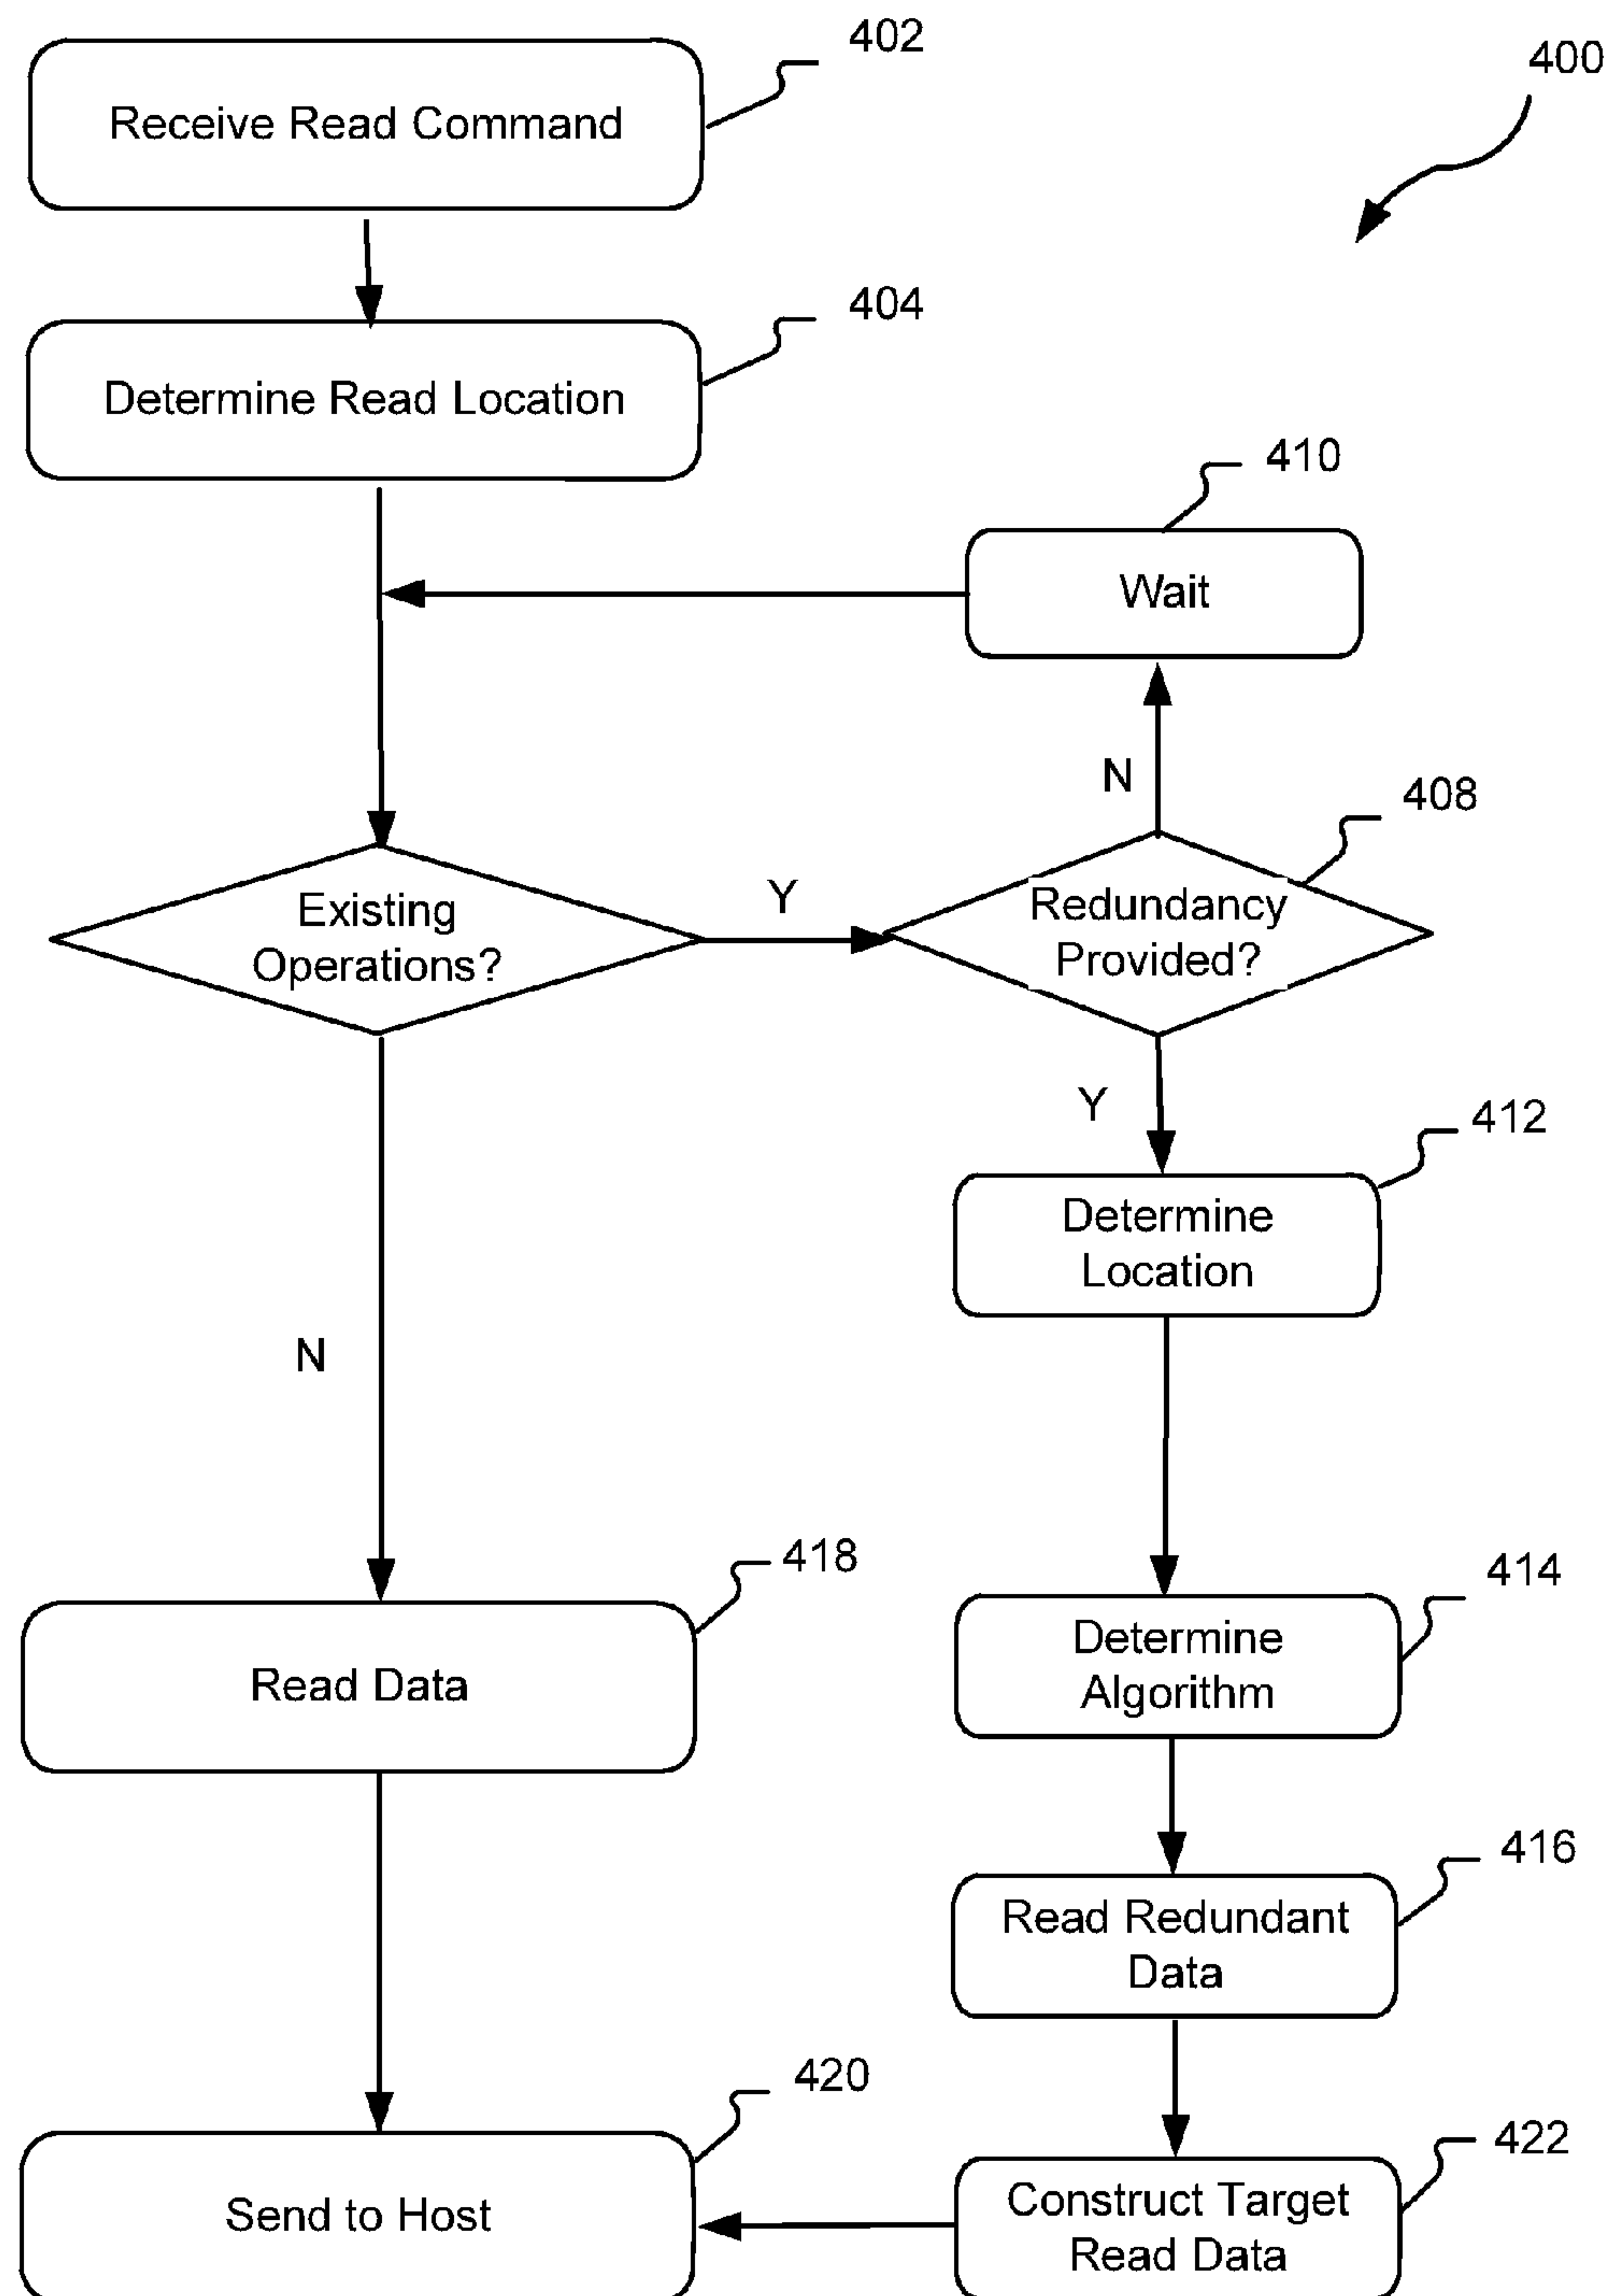 402
400
Receive Read Command
404
Determine Read Location
410
Wait
N
408
Y
Existing
Operations?
Redundancy
Provided?
Y
412
Determine
Location
N
418
414
Read Data
Determine
Algorithm
416
Read Redundant
Data
420
422
Send to Host
Construct Target
Read Data